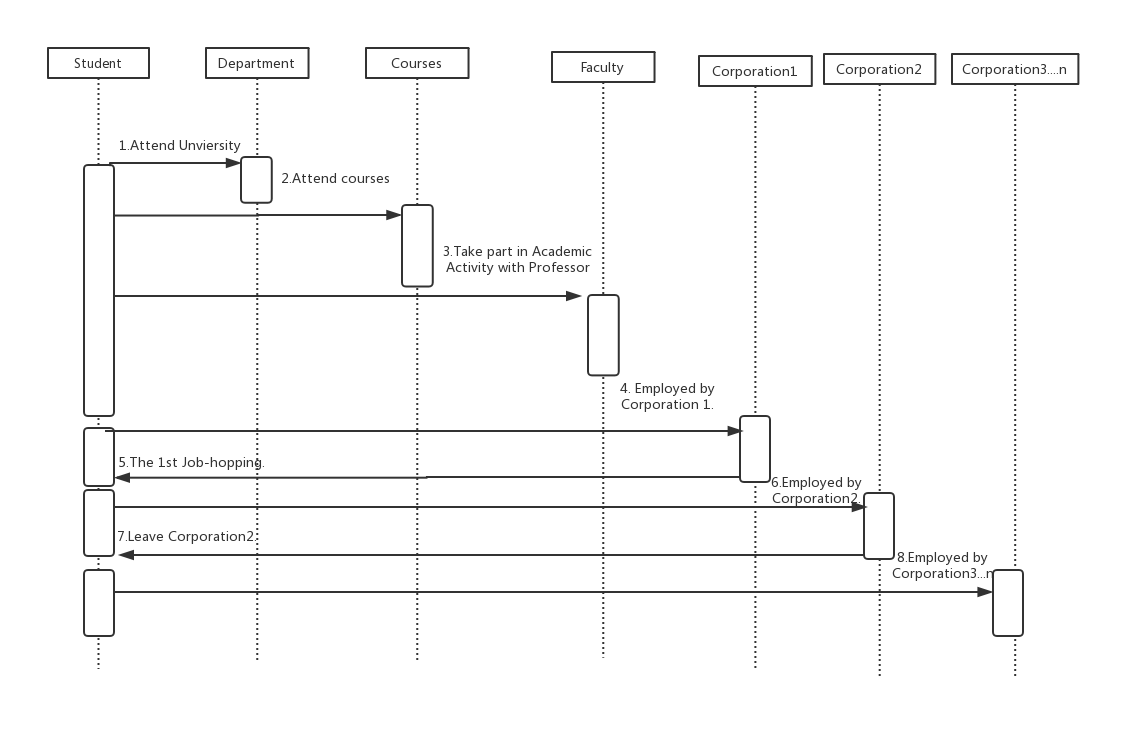 Student
Department
Courses
Faculty
Corporation1
Corporation2
Corporation3....n
1.Attend Unviersity
2.Attend courses
3.Take part in Academic
Activity with Professor
4. Employed by
Corporation 1.
5.The 1st Job-hopping.
6.Employed by
Corporation2.
7.Leave Corporation2.
8.Employed by
Corporation3...n